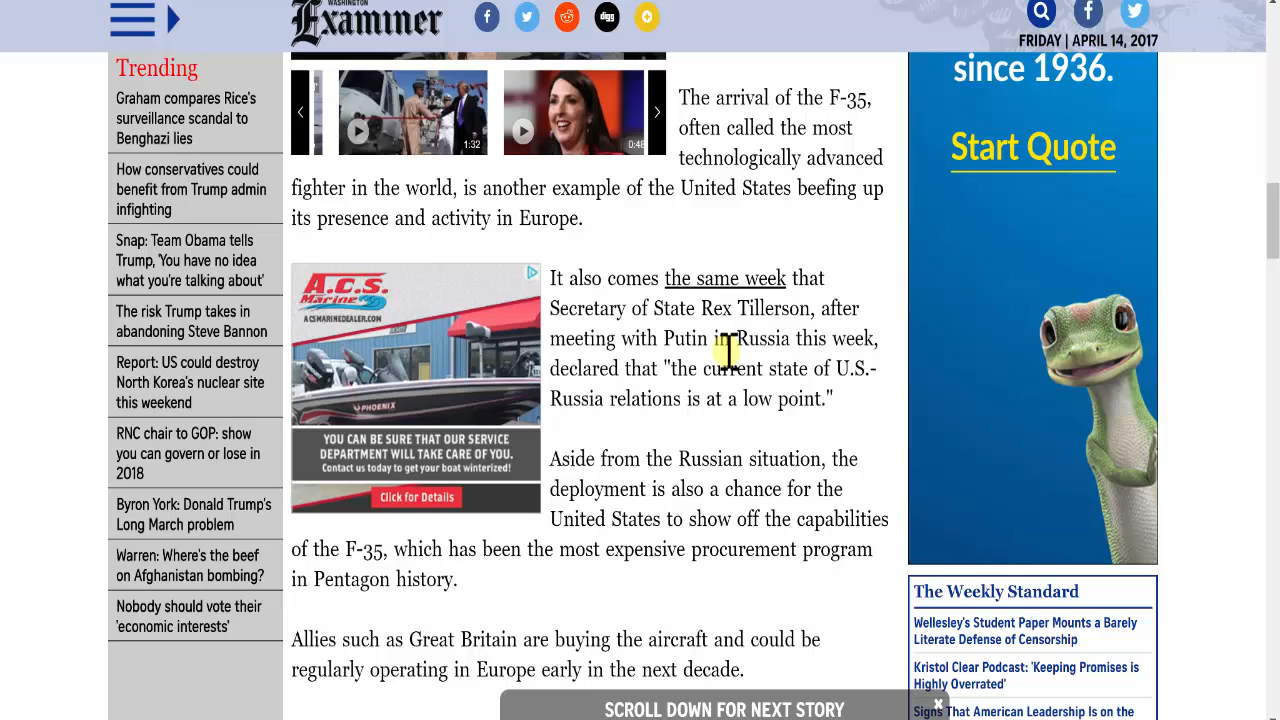 WASHINGTON
Examiner
digg
FRIDAY | APRIL 14, 2017
Trending
Graham compares Rice's
surveillance scandal to
Benghazi lies
How conservatives could
benefit from Trump admin
infighting
Snap: Team Obama tells
Trump, 'You have no idea
what you're talking about'
The risk Trump takes in
abandoning Steve Bannon
Report: US could destroy
North Korea's nuclear site
this weekend
RNC chair to GOP: show
you can govern or lose in
2018
Byron York: Donald Trump's
Long March problem
Warren: Where's the beef
on Afghanistan bombing?
Nobody should vote their
'economic interests'
1:32
0:48
The arrival of the F-35,
often called the most
technologically advanced
fighter in the world, is another example of the United States beefing up
its presence and activity in Europe.
A.C.S.
Marine
ACSMARINEDEALER.COM
PHOENIX
YOU CAN BE SURE THAT OUR SERVICE
DEPARTMENT WILL TAKE CARE OF YOU.
Contact us today to get your boat winterized!
Click for Details
It also comes the same week that
Secretary of State Rex Tillerson, after
meeting with Putin in Russia this week,
declared that "the current state of U.S.-
Russia relations is at a low point."
Aside from the Russian situation, the
deployment is also a chance for the
United States to show off the capabilities
of the F-35, which has been the most expensive procurement program
in Pentagon history.
Allies such as Great Britain are buying the aircraft and could be
regularly operating in Europe early in the next decade.
SCROLL DOWN FOR NEXT STORY
since 1936.
Start Quote
The Weekly Standard
Wellesley's Student Paper Mounts a Barely
Literate Defense of Censorship
Kristol Clear Podcast: 'Keeping Promises is
Highly Overrated'
Signs That American Leadership Is on the